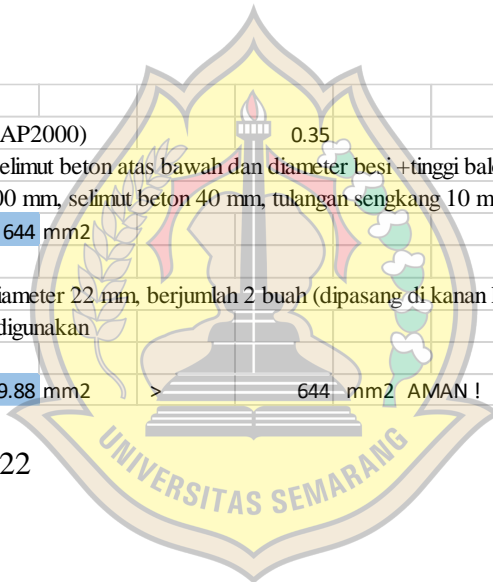 AP2000) 0.35
elimut beton atas bawah dan diameter besi +tinggi bal
00 mm, selimut beton 40 mm, tulangan sengkang 10 m
644 mm2
iameter 22 mm, berjumlah 2 buah (dipasang di kanan
digunakan
9.88 mm2 > 644 mm2 AMAN !
22
UNIVERSITAS SEMARANG